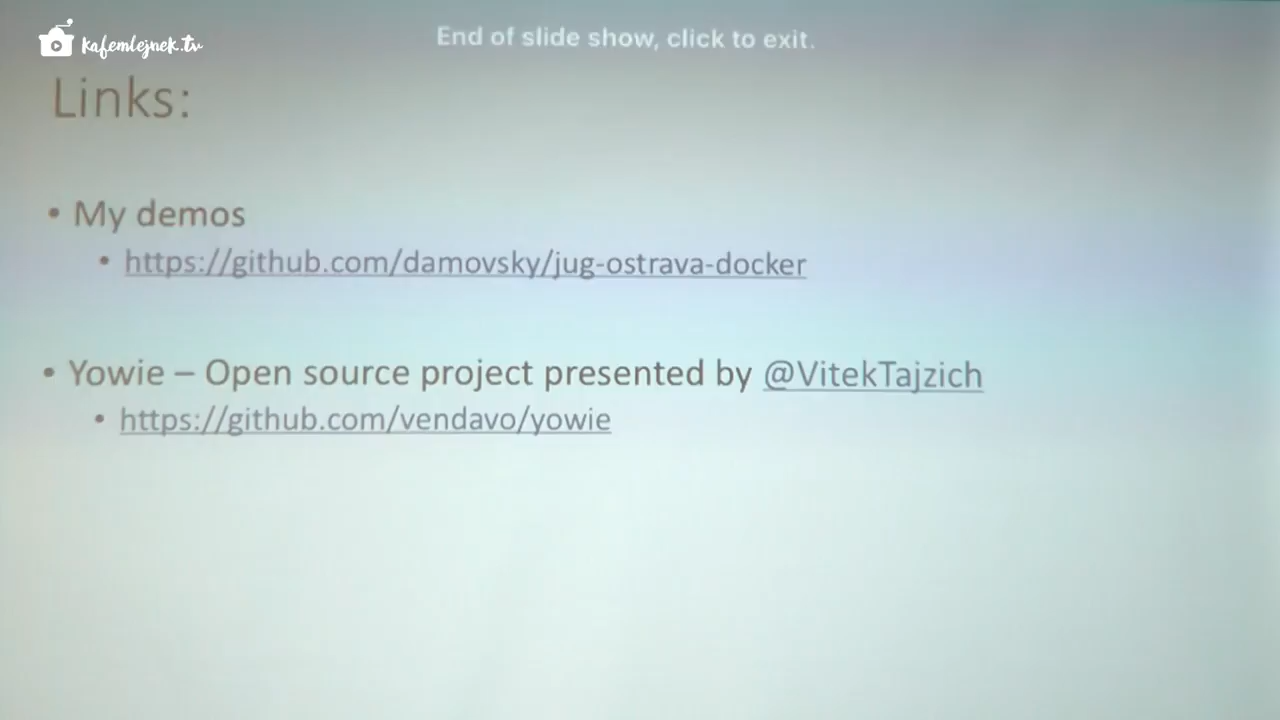 kafemlejnek.tv
End of slide show, click to exit.
Links:
• My demos
• https://github.com/damovsky/jug-ostrava-docker
• Yowie – Open source project presented by @VitekTajzich
• https://github.com/vendavo/yowie